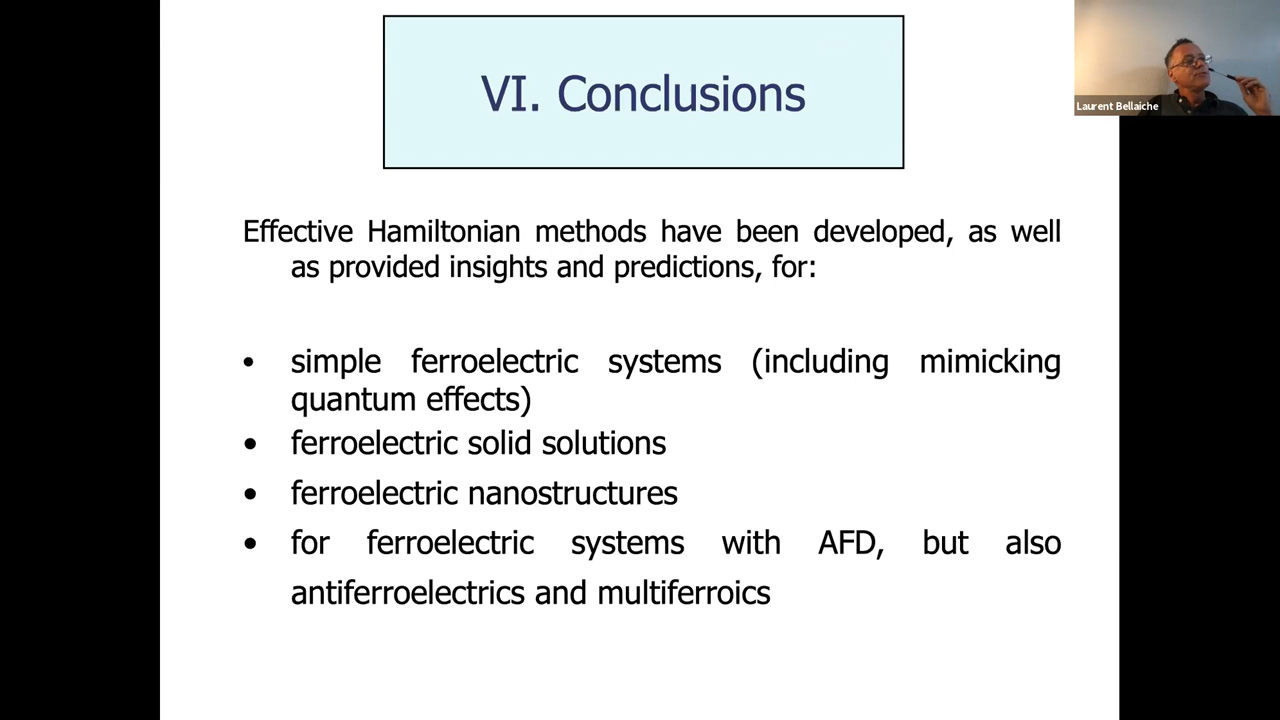 VI. Conclusions
Laurent Bellaiche
Effective Hamiltonian methods have been developed, as well
as provided insights and predictions, for:
• simple ferroelectric systems (including mimicking
quantum effects)
• ferroelectric solid solutions
• ferroelectric nanostructures
• for ferroelectric systems with AFD, but also
antiferroelectrics and multiferroics